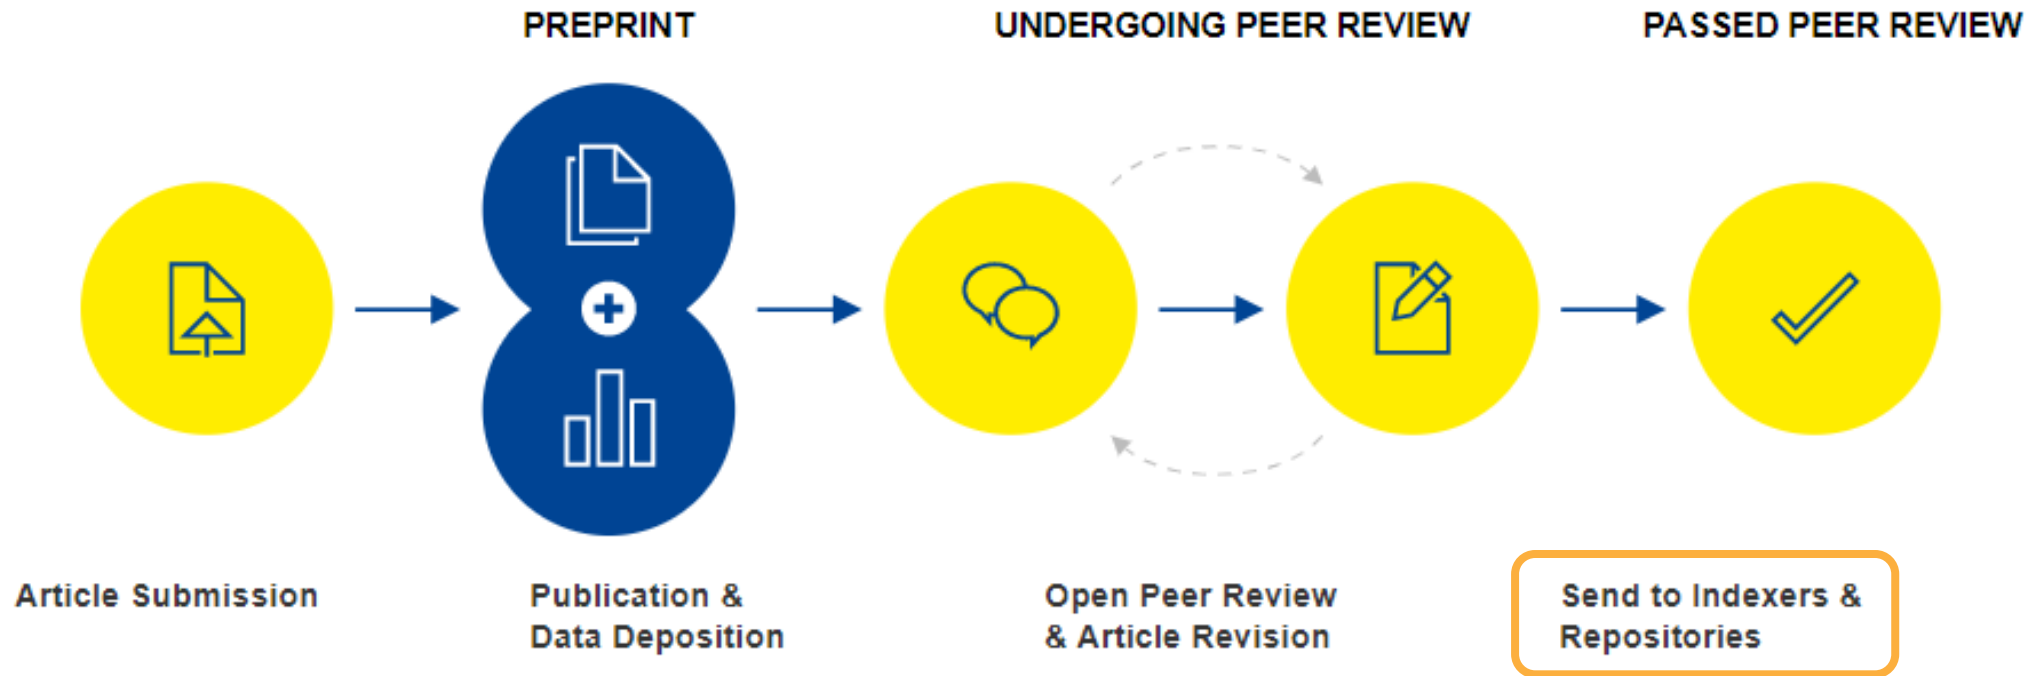 PREPRINT
UNDERGOING PEER REVIEW
PASSED PEER REVIEW
Article Submission
Publication &
Data Deposition
Open Peer Review
& Article Revision
Send to Indexers &
Repositories